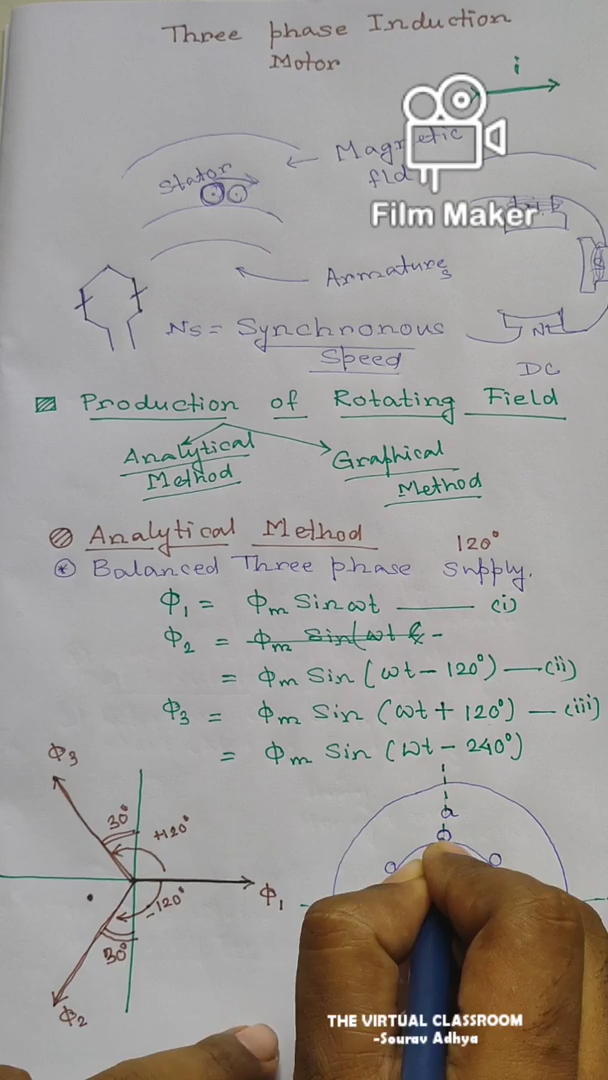 Three phase Induction
Motor
i
Magnetic
fld
Stator
Film Maker
Armature
Ns = Synchronous
Speed
N
DC
Production of Rotating Field
Analytical
Method
Graphical
Method
Analytical Method
120°
Balanced Three phase Supply.
Φ1 = Φm Sin ωt —— (i)
Φ2 = Φm Sin (ωt
= Φm Sin (ωt - 120°) — (ii)
Φ3 = Φm Sin (ωt + 120°) — (iii)
= Φm Sin (ωt - 240°)
Φ3
30°
+120°
a
Φ1
-120°
30°
Φ2
THE VIRTUAL CLASSROOM
-Sourav Adhya